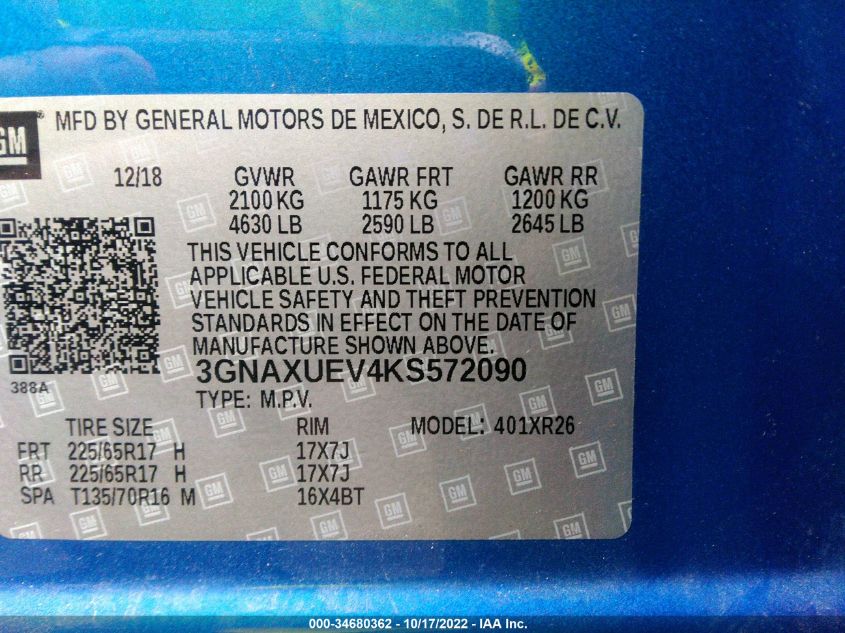 GM MFD BY GENERAL MOTORS DE MEXICO, S. DE R.L. DE C.V.
12/18 GVWR GAWR FRT GAWR RR
2100 KG 1175 KG 1200 KG
4630 LB 2590 LB 2645 LB
THIS VEHICLE CONFORMS TO ALL
APPLICABLE U.S. FEDERAL MOTOR
VEHICLE SAFETY AND THEFT PREVENTION
STANDARDS IN EFFECT ON THE DATE OF
MANUFACTURE SHOWN ABOVE.
388A
3GNAXUEV4KS572090
TYPE: M.P.V.
TIRE SIZE RIM MODEL: 401XR26
FRT 225/65R17 H 17X7J
RR 225/65R17 H 17X7J
SPA T135/70R16 M 16X4BT
000-34680362 - 10/17/2022 - IAA Inc.